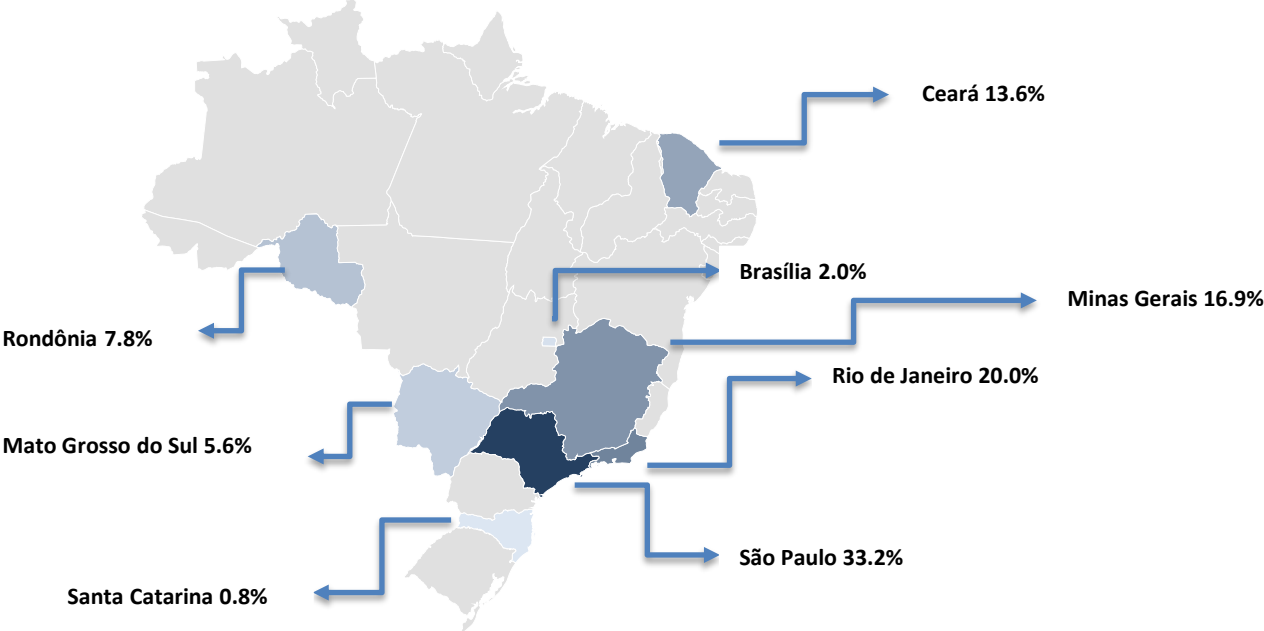 Ceará 13.6%
Brasília 2.0%
Minas Gerais 16.9%
Rondônia 7.8%
Rio de Janeiro 20.0%
Mato Grosso do Sul 5.6%
São Paulo 33.2%
Santa Catarina 0.8%